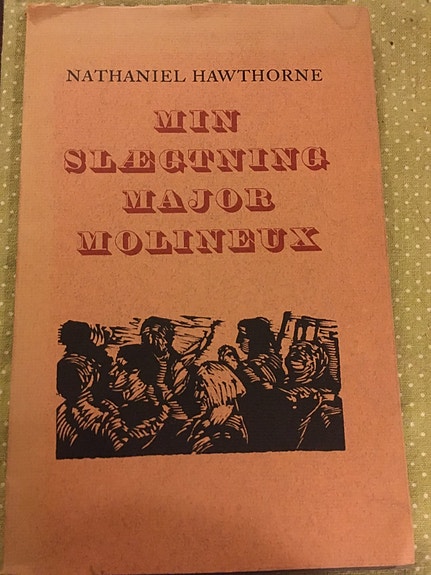 NATHANIEL HAWTHORNE
MIN
SLÆGTNING
MAJOR
MOLINEUX